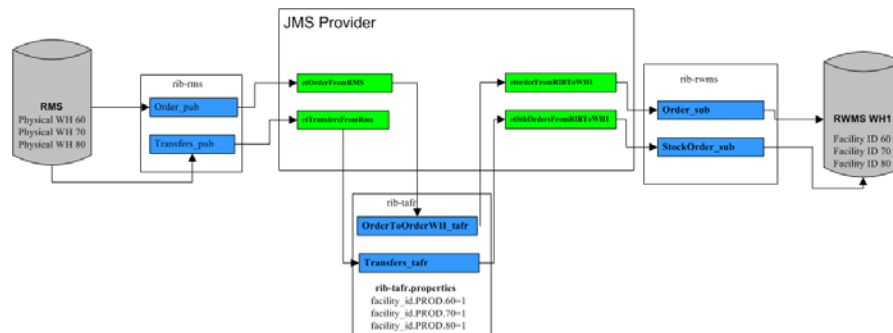 JMS Provider
RMS
Physical WH 60
Physical WH 70
Physical WH 80
rib-rms
Order_pub
Transfers_pub
etOrderFromRMS
etTransfersFromRms
etorderFromRIBToWH1
etStkOrdersFromRIBToWH1
rib-rwms
Order_sub
StockOrder_sub
RWMS WH1
Facility ID 60
Facility ID 70
Facility ID 80
rib-tafr
OrderToOrderWH_tafr
Transfers_tafr
rib-tafr.properties
facility_id.PROD.60=1
facility_id.PROD.70=1
facility_id.PROD.80=1